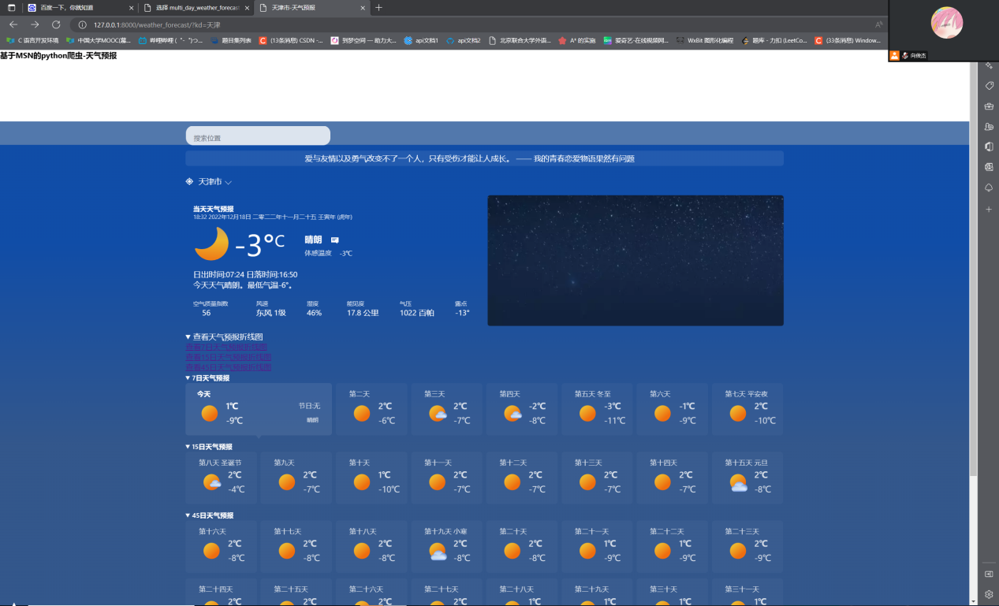 百度一下，你就知道
选择 multi_day_weather_forecast
天津市-天气预报
127.0.0.1:8000/weather_forecast/?kd=天津
C 语言开发环境
中国大学MOOC(慕...
哔哩哔哩 (゜-゜)つ...
题目集列表
(13条消息) CSDN -...
到梦空间 — 助力大...
api文档1
api文档2
北京联合大学外语...
A* 的实施
爱奇艺-在线视频网...
WxBit 图形化编程
题库 - 力扣 (LeetCo...
(33条消息) Window...
向俊杰
基于MSN的python爬虫-天气预报
搜索位置
爱与友情以及勇气改变不了一个人，只有受伤才能让人成长。 —— 我的青春恋爱物语果然有问题
天津市
当天天气预报
18:32 2022年12月18日 二零二二年十一月二十五 壬寅年 (虎年)
-3°C
晴朗
体感温度 -3℃
日出时间:07:24 日落时间:16:50
今天天气晴朗。最低气温-6°。
空气质量指数 风速 湿度 能见度 气压 露点
56 东风 1级 46% 17.8 公里 1022 百帕 -13°
▼ 查看天气预报折线图
查看7日天气预报折线图
查看15日天气预报折线图
查看45日天气预报折线图
▼ 7日天气预报
今天 第二天 第三天 第四天 第五天 冬至 第六天 第七天 平安夜
1℃ 节日:无 2℃ 2℃ -2℃ -3℃ -1℃ 2℃
-9℃ 晴朗 -6℃ -7℃ -8℃ -11℃ -9℃ -10℃
▼ 15日天气预报
第八天 圣诞节 第九天 第十天 第十一天 第十二天 第十三天 第十四天 第十五天 元旦
2℃ 2℃ 1℃ 2℃ 2℃ 2℃ 2℃ 2℃
-4℃ -7℃ -10℃ -7℃ -7℃ -7℃ -7℃ -8℃
▼ 45日天气预报
第十六天 第十七天 第十八天 第十九天 小寒 第二十天 第二十一天 第二十二天 第二十三天
2℃ 2℃ 2℃ 2℃ 2℃ 1℃ 1℃ 2℃
-8℃ -8℃ -8℃ -8℃ -8℃ -9℃ -9℃ -9℃
第二十四天 第二十五天 第二十六天 第二十七天 第二十八天 第二十九天 第三十天 第三十一天
2℃ 2℃ 2℃ 2℃ 1℃ 1℃ 1℃ 1℃